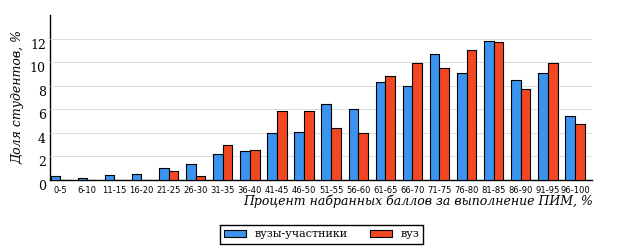 Доля студентов, %
12
10
8
6
4
2
0
0-5 6-10 11-15 16-20 21-25 26-30 31-35 36-40 41-45 46-50 51-55 56-60 61-65 66-70 71-75 76-80 81-85 86-90 91-95 96-100
Процент набранных баллов за выполнение ПИМ, %
вузы-участники вуз